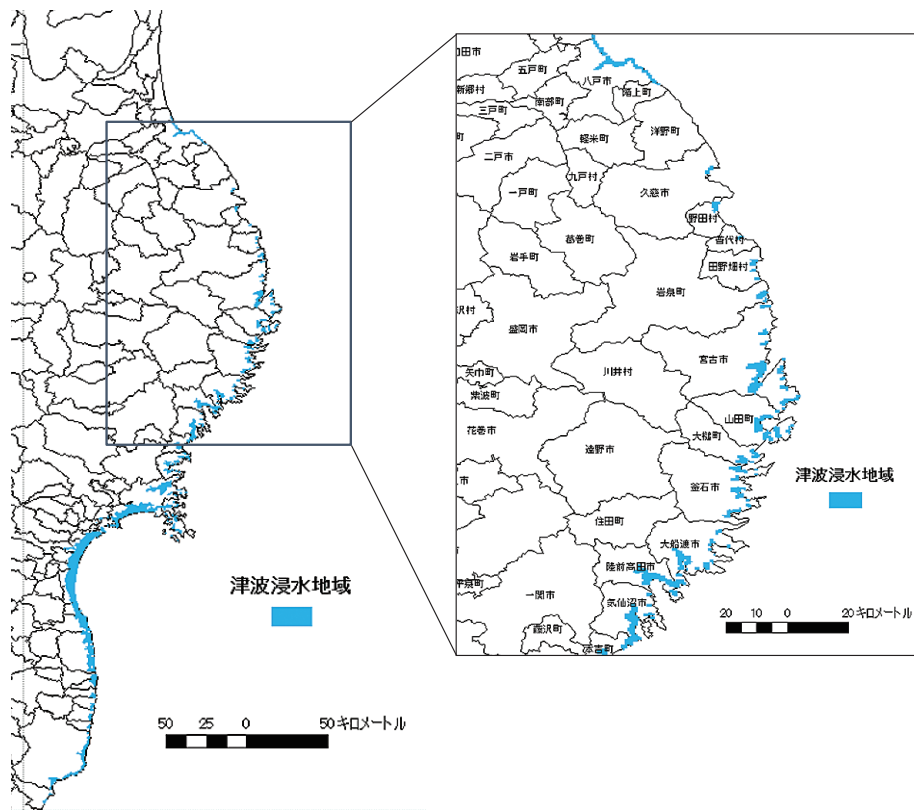 津波浸水地域
50 25 0 50 キロメートル
五戸町
八戸市
新郷村
南部町
階上町
三戸町
軽米町
洋野町
二戸市
九戸村
一戸町
久慈市
野田村
葛巻町
普代村
岩手町
田野畑村
岩泉町
沢村
盛岡市
宮古市
川井村
矢巾町
紫波町
山田町
花巻市
大槌町
遠野市
津波浸水地域
市
釜石市
住田町
大船渡市
陸前高田市
平泉町
一関市
気仙沼市
20 10 0 20 キロメートル
藤沢町
本吉町